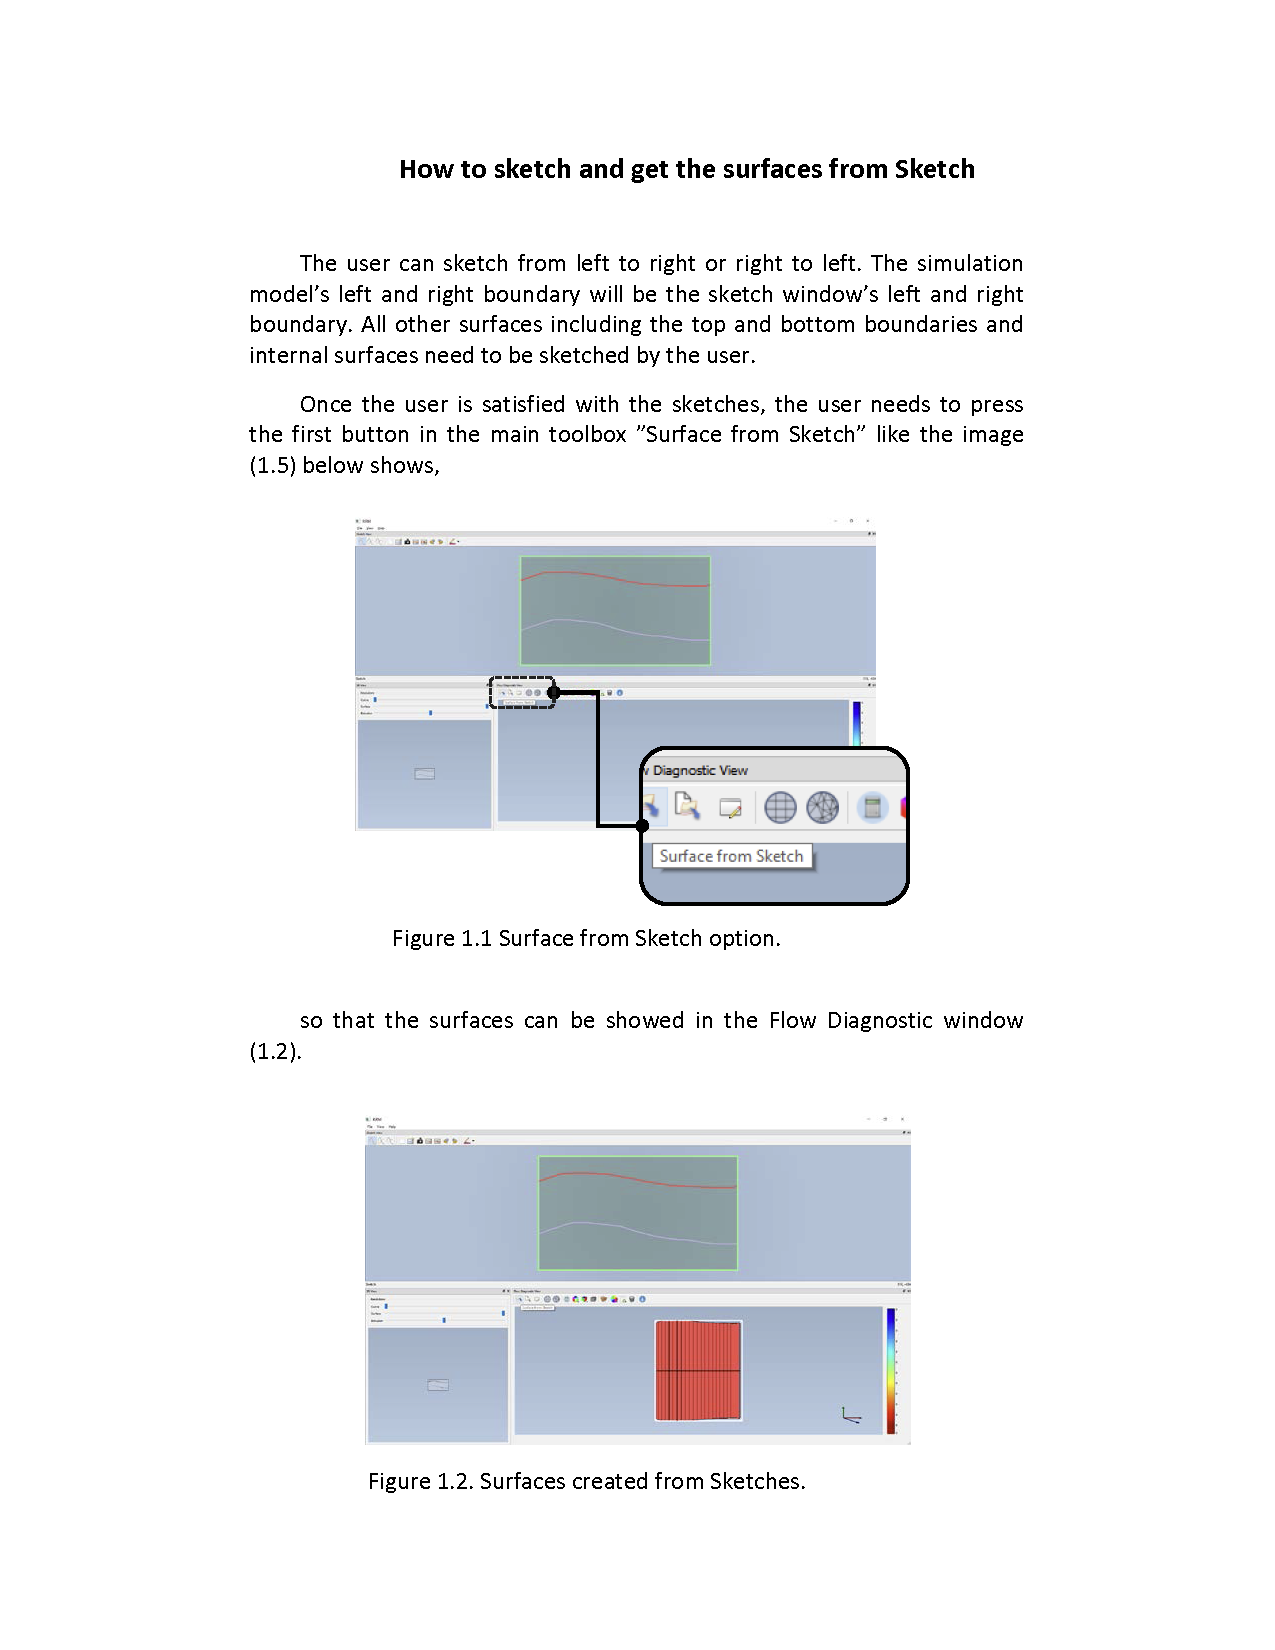 How to sketch and get the surfaces from Sketch
The user can sketch from left to right or right to left. The simulation
model’s left and right boundary will be the sketch window’s left and right
boundary. All other surfaces including the top and bottom boundaries and
internal surfaces need to be sketched by the user.
Once the user is satisfied with the sketches, the user needs to press
the first button in the main toolbox ”Surface from Sketch” like the image
(1.5) below shows,
File View Help
Diagnostic View
Surface from Sketch
Figure 1.1 Surface from Sketch option.
so that the surfaces can be showed in the Flow Diagnostic window
(1.2).
File View Help
Figure 1.2. Surfaces created from Sketches.